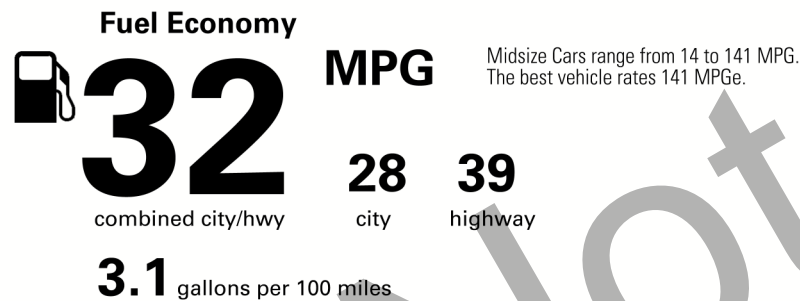 Fuel Economy
32 MPG
Midsize Cars range from 14 to 141 MPG.
The best vehicle rates 141 MPGe.
28 39
combined city/hwy city highway
3.1 gallons per 100 miles
Not